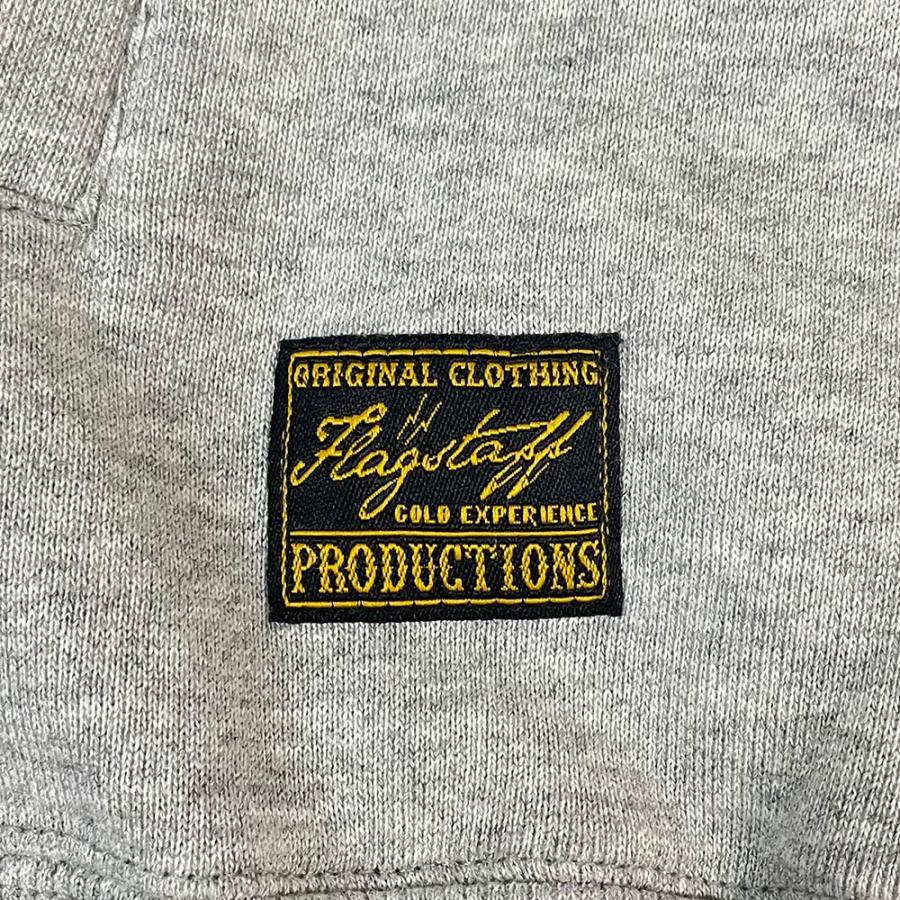 ORIGINAL CLOTHING
Flagstaff
GOLD EXPERIENCE
PRODUCTIONS